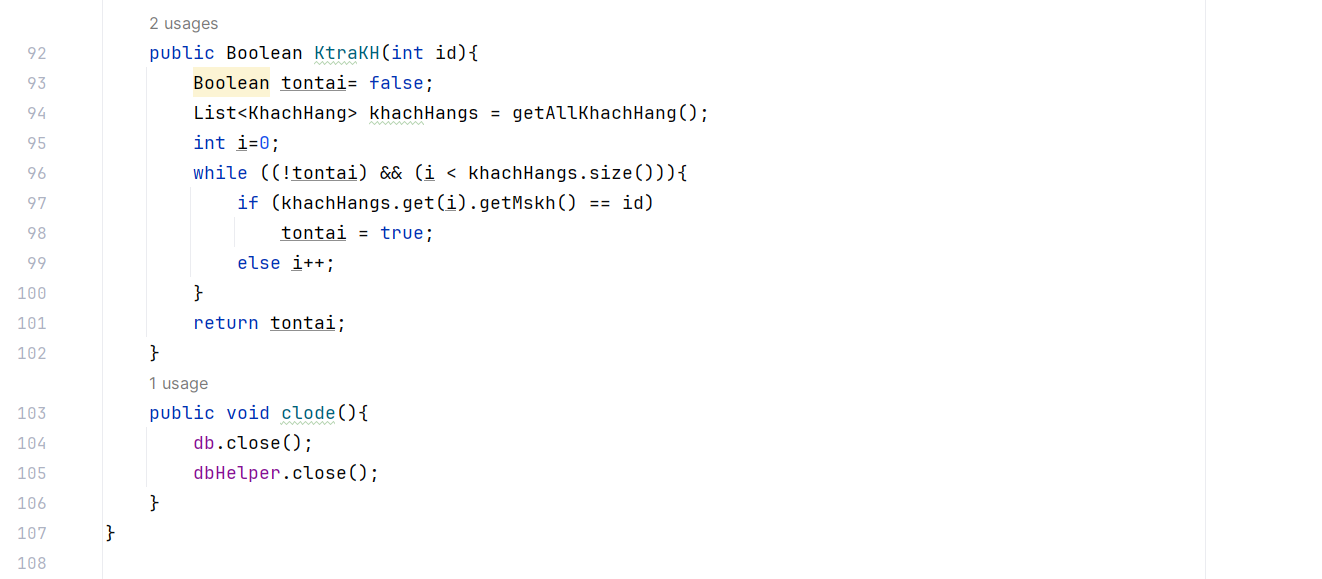 2 usages
92 public Boolean KtraKH(int id){
93 Boolean tontai= false;
94 List<KhachHang> khachHangs = getAllKhachHang();
95 int i=0;
96 while ((!tontai) && (i < khachHangs.size())){
97 if (khachHangs.get(i).getMskh() == id)
98 tontai = true;
99 else i++;
100 }
101 return tontai;
102 }
1 usage
103 public void clode(){
104 db.close();
105 dbHelper.close();
106 }
107 }
108